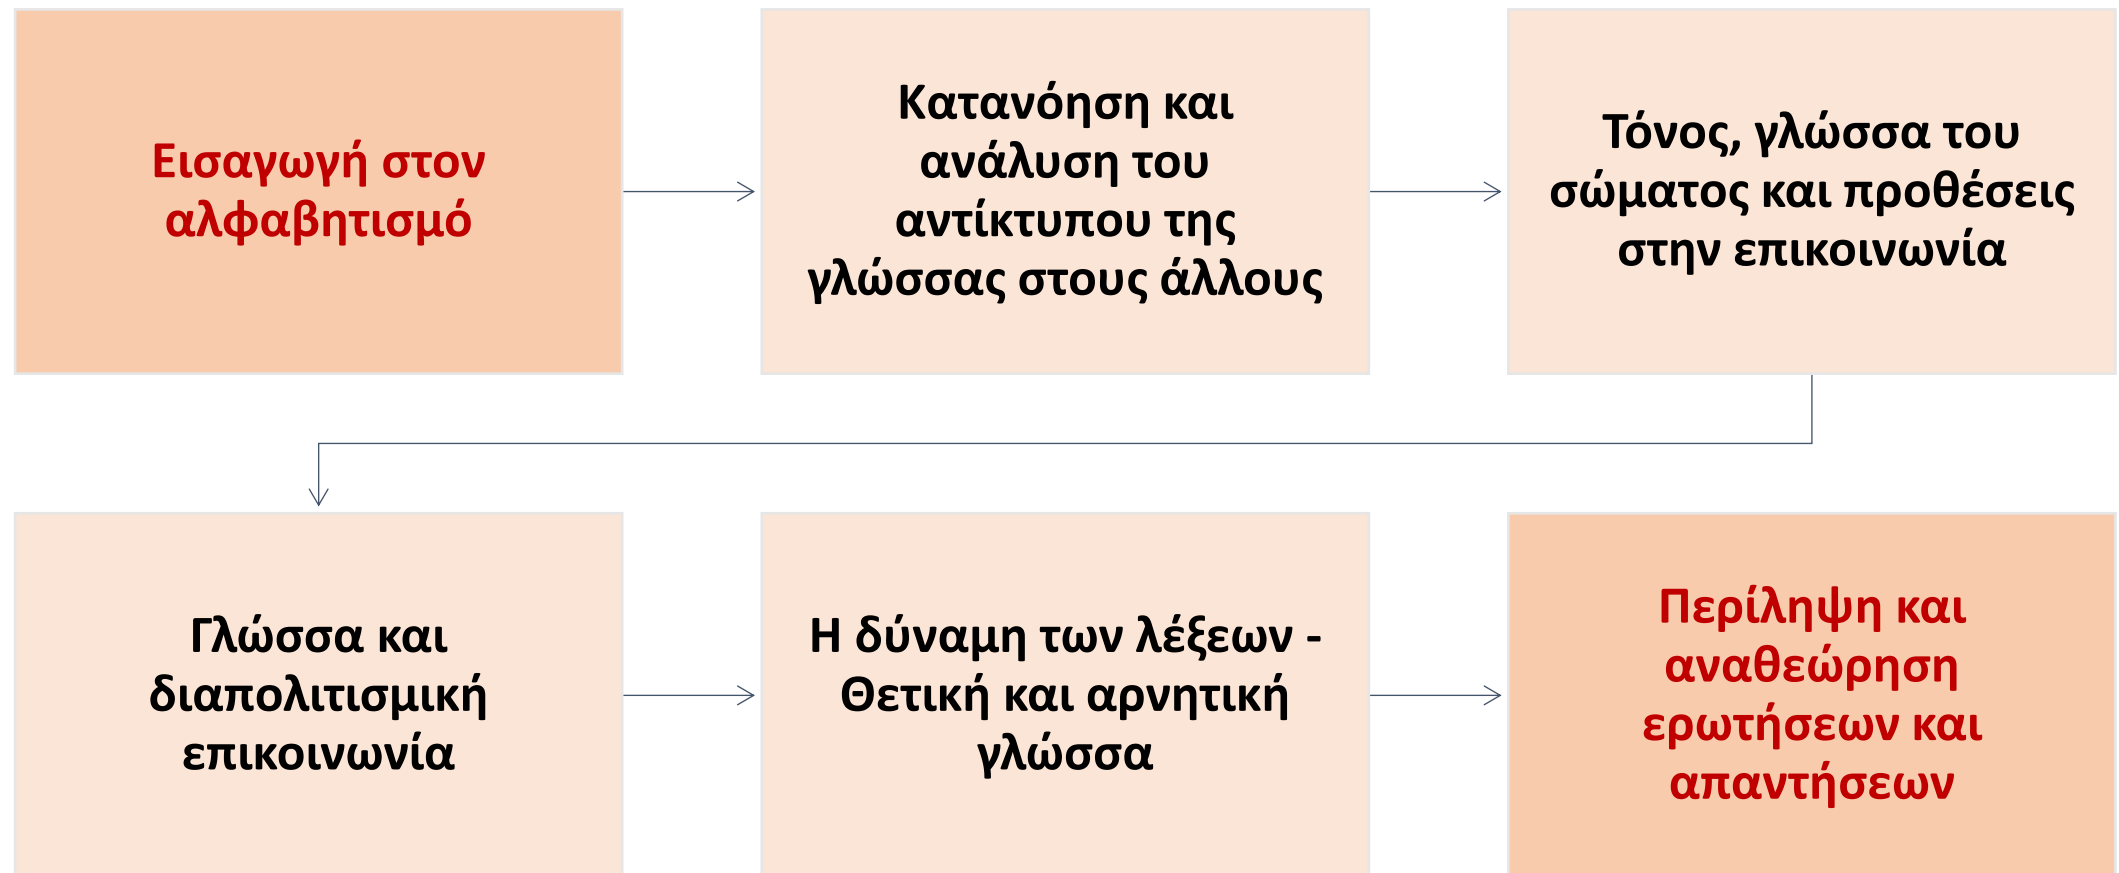 Εισαγωγή στον
αλφαβητισμό
Κατανόηση και
ανάλυση του
αντίκτυπου της
γλώσσας στους άλλους
Τόνος, γλώσσα του
σώματος και προθέσεις
στην επικοινωνία
Γλώσσα και
διαπολιτισμική
επικοινωνία
Η δύναμη των λέξεων -
Θετική και αρνητική
γλώσσα
Περίληψη και
αναθεώρηση
ερωτήσεων και
απαντήσεων